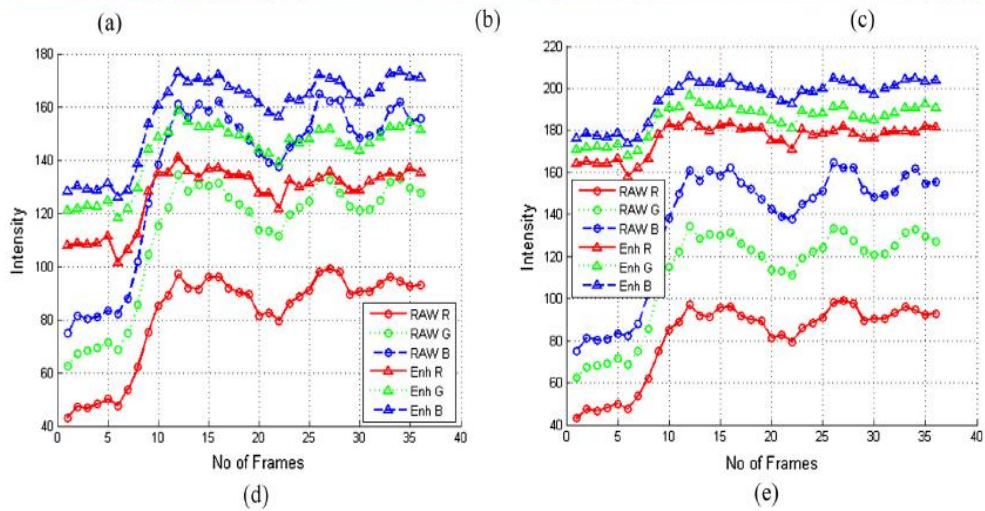 (a) (b) (c)
180
160
140
120
100
80
60
40
Intensity
0 5 10 15 20 25 30 35 40
No of Frames
RAW R
RAW G
RAW B
Enh R
Enh G
Enh B
(d)
220
200
180
160
140
120
100
80
60
40
Intensity
0 5 10 15 20 25 30 35 40
No of Frames
RAW R
RAW G
RAW B
Enh R
Enh G
Enh B
(e)